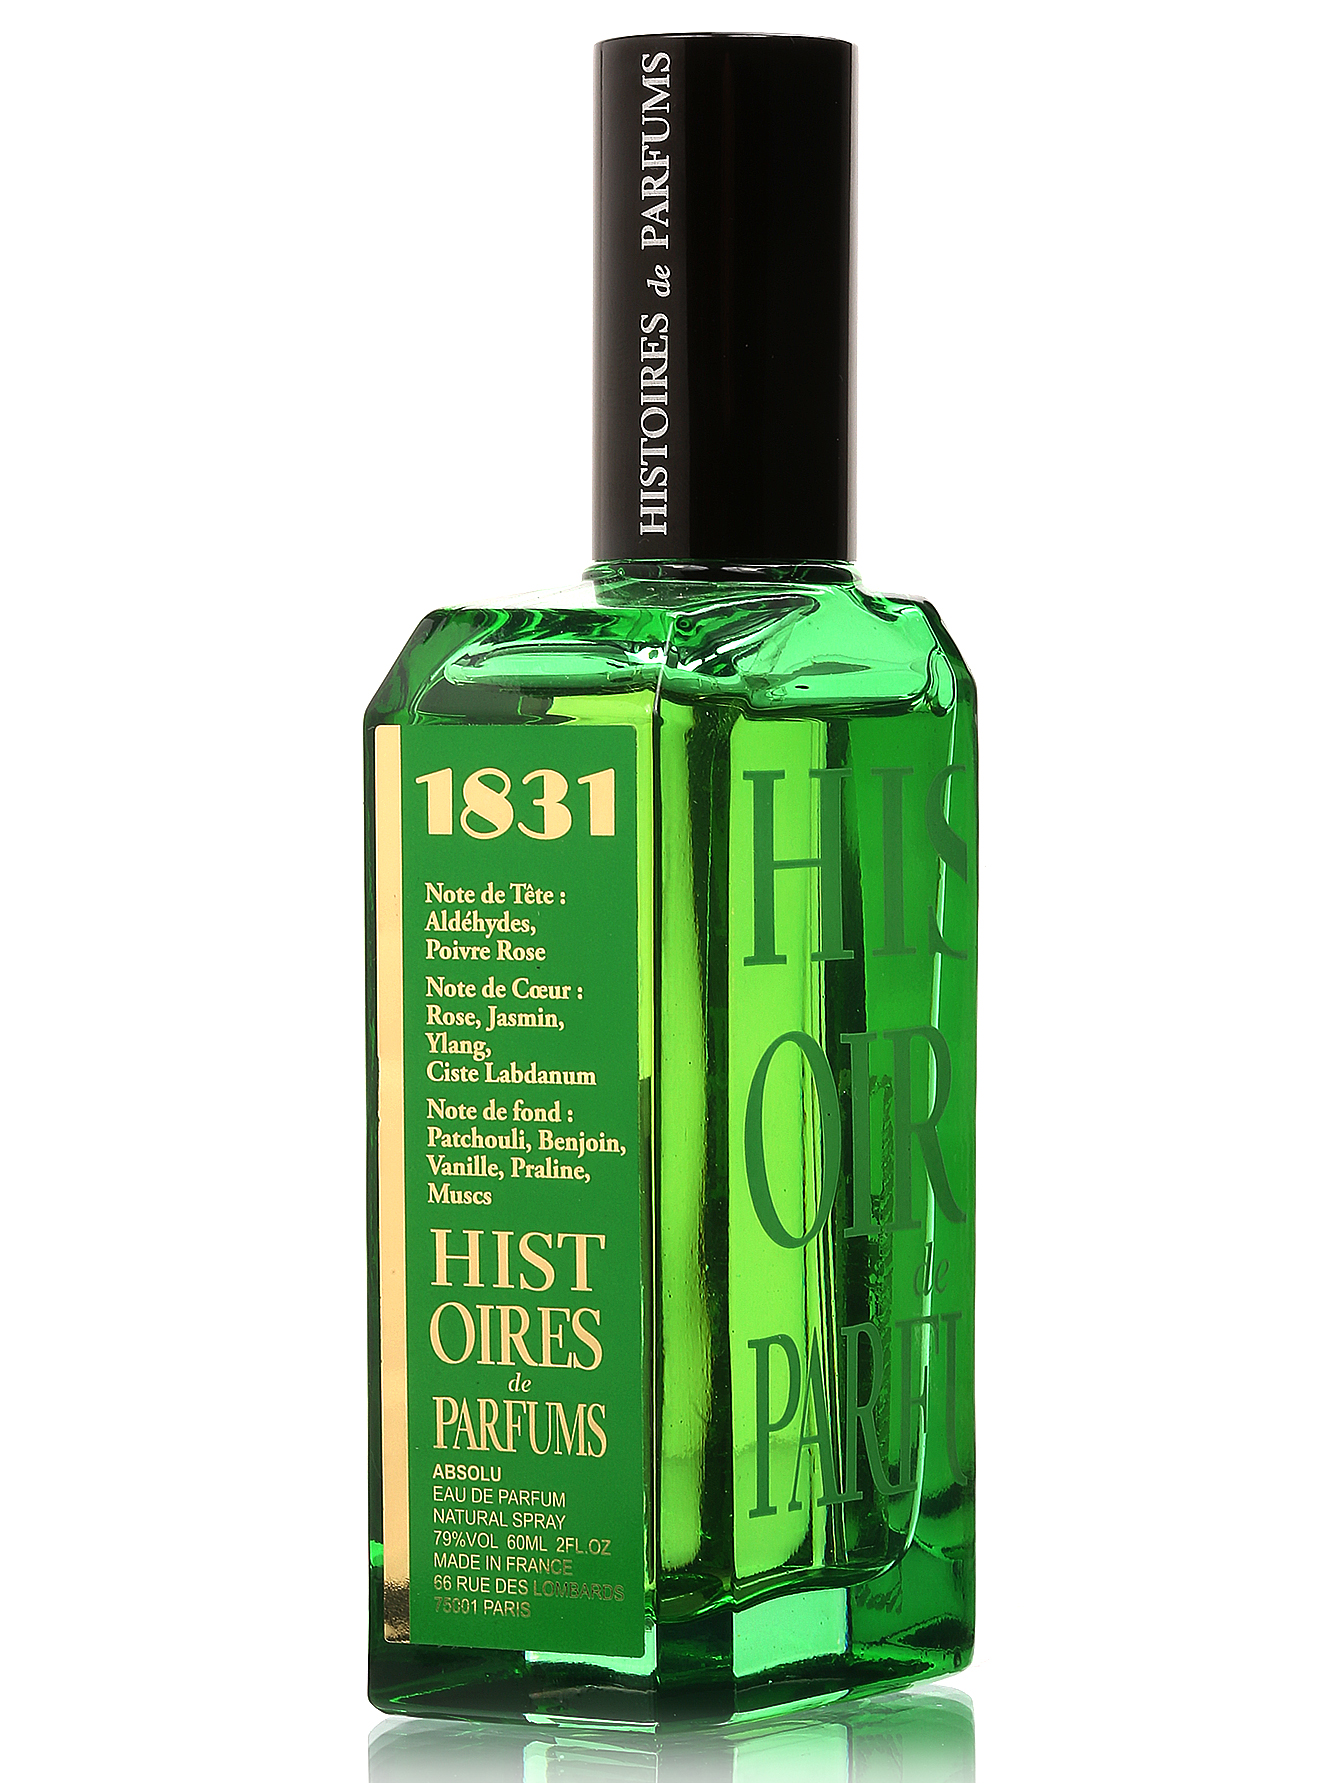 HISTOIRES de PARFUMS
1831
Note de Tête :
Aldéhydes,
Poivre Rose
Note de Cœur :
Rose, Jasmin,
Ylang,
Ciste Labdanum
Note de fond :
Patchouli, Benjoin,
Vanille, Praline,
Muscs
HIST
OIRES
de
PARFUMS
ABSOLU
EAU DE PARFUM
NATURAL SPRAY
79%VOL 60ML 2FL.OZ
MADE IN FRANCE
66 RUE DES LOMBARDS
75001 PARIS
HIS
OIR
de
PARFU